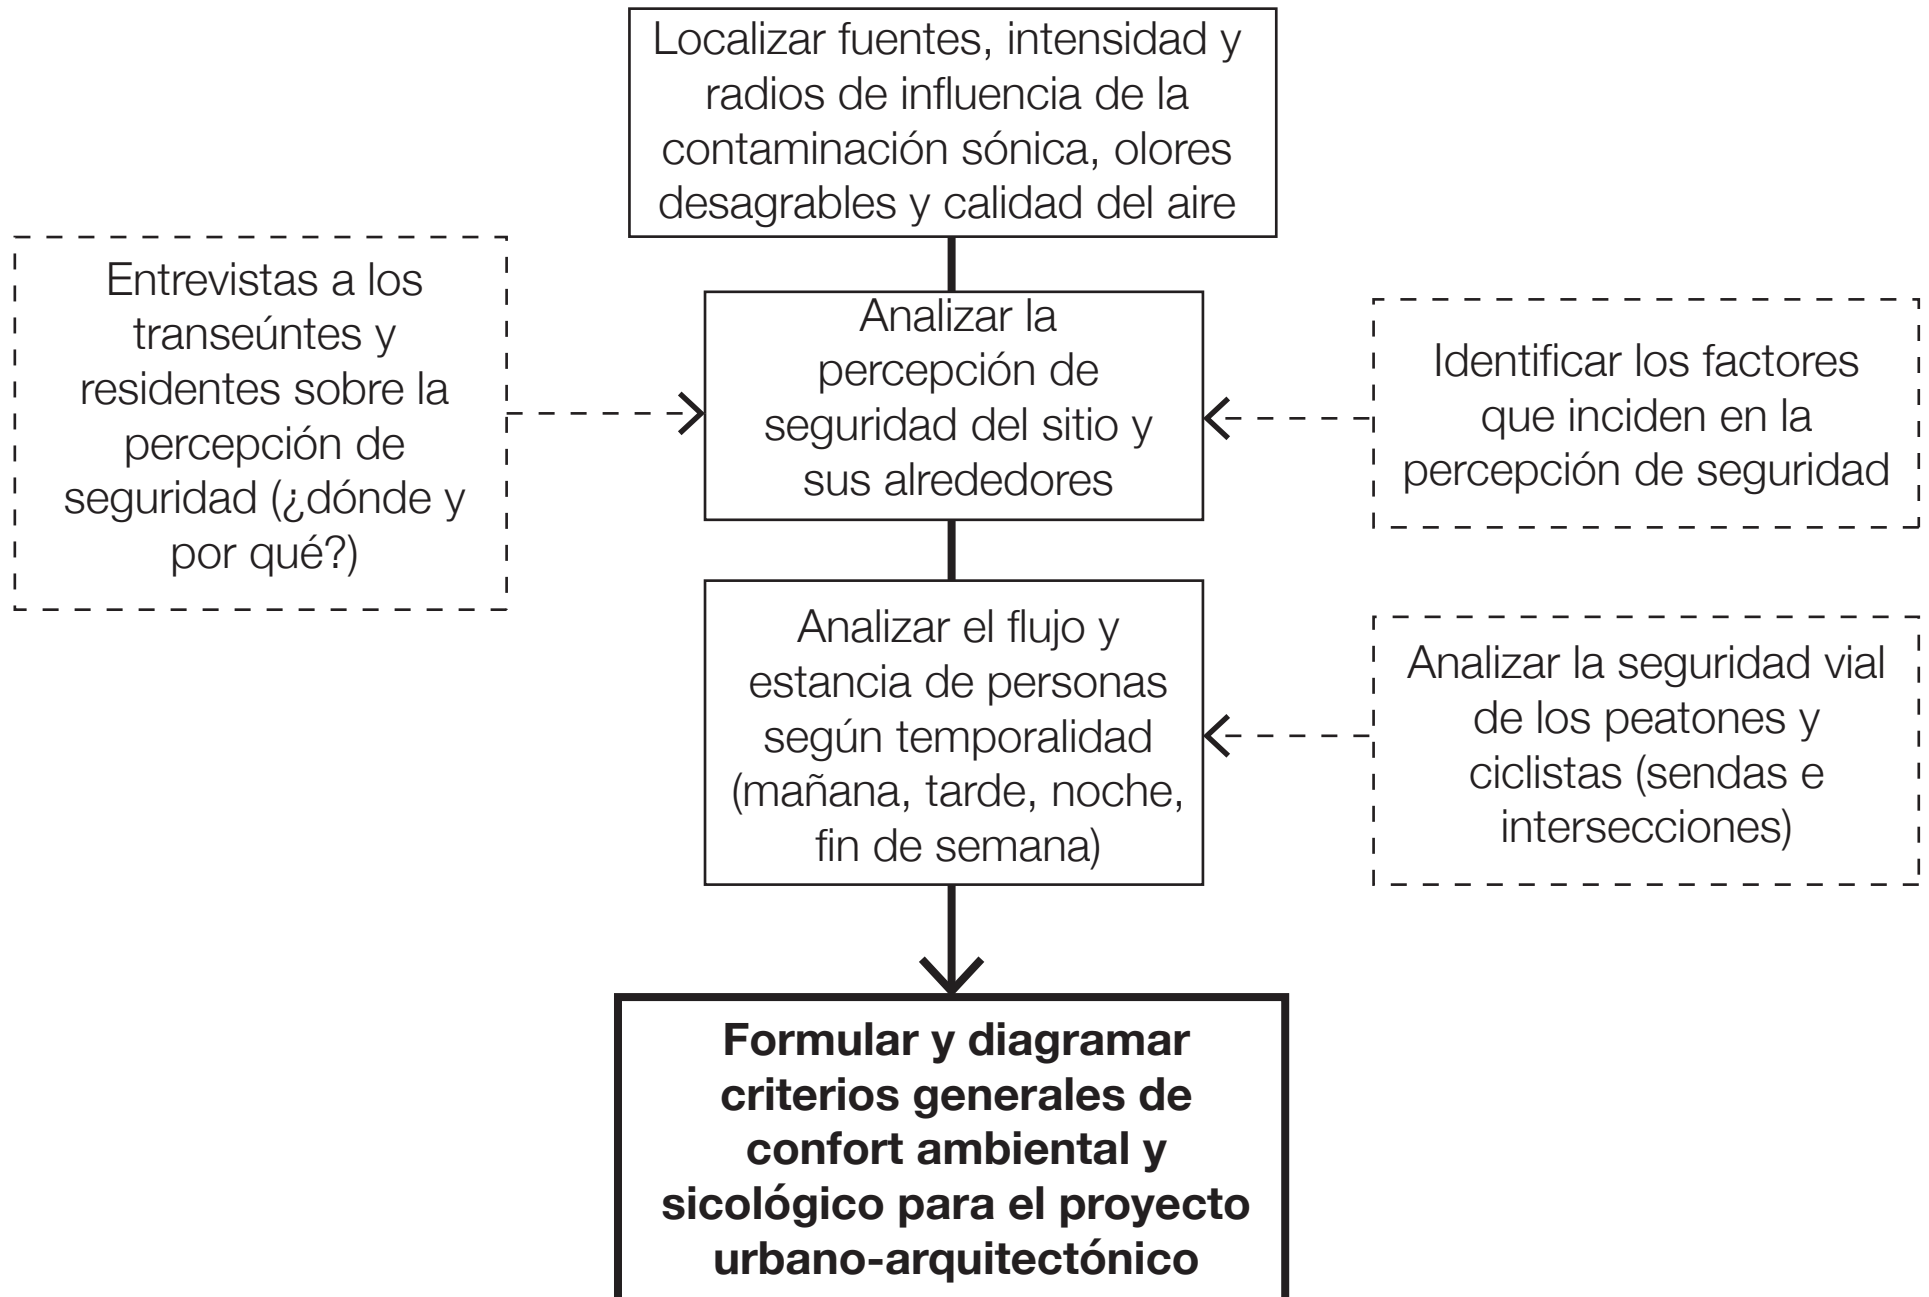 Localizar fuentes, intensidad y
radios de influencia de la
contaminación sónica, olores
desagrables y calidad del aire
Entrevistas a los
transeúntes y
residentes sobre la
percepción de
seguridad (¿dónde y
por qué?)
Analizar la
percepción de
seguridad del sitio y
sus alrededores
Identificar los factores
que inciden en la
percepción de seguridad
Analizar el flujo y
estancia de personas
según temporalidad
(mañana, tarde, noche,
fin de semana)
Analizar la seguridad vial
de los peatones y
ciclistas (sendas e
intersecciones)
Formular y diagramar
criterios generales de
confort ambiental y
sicológico para el proyecto
urbano-arquitectónico